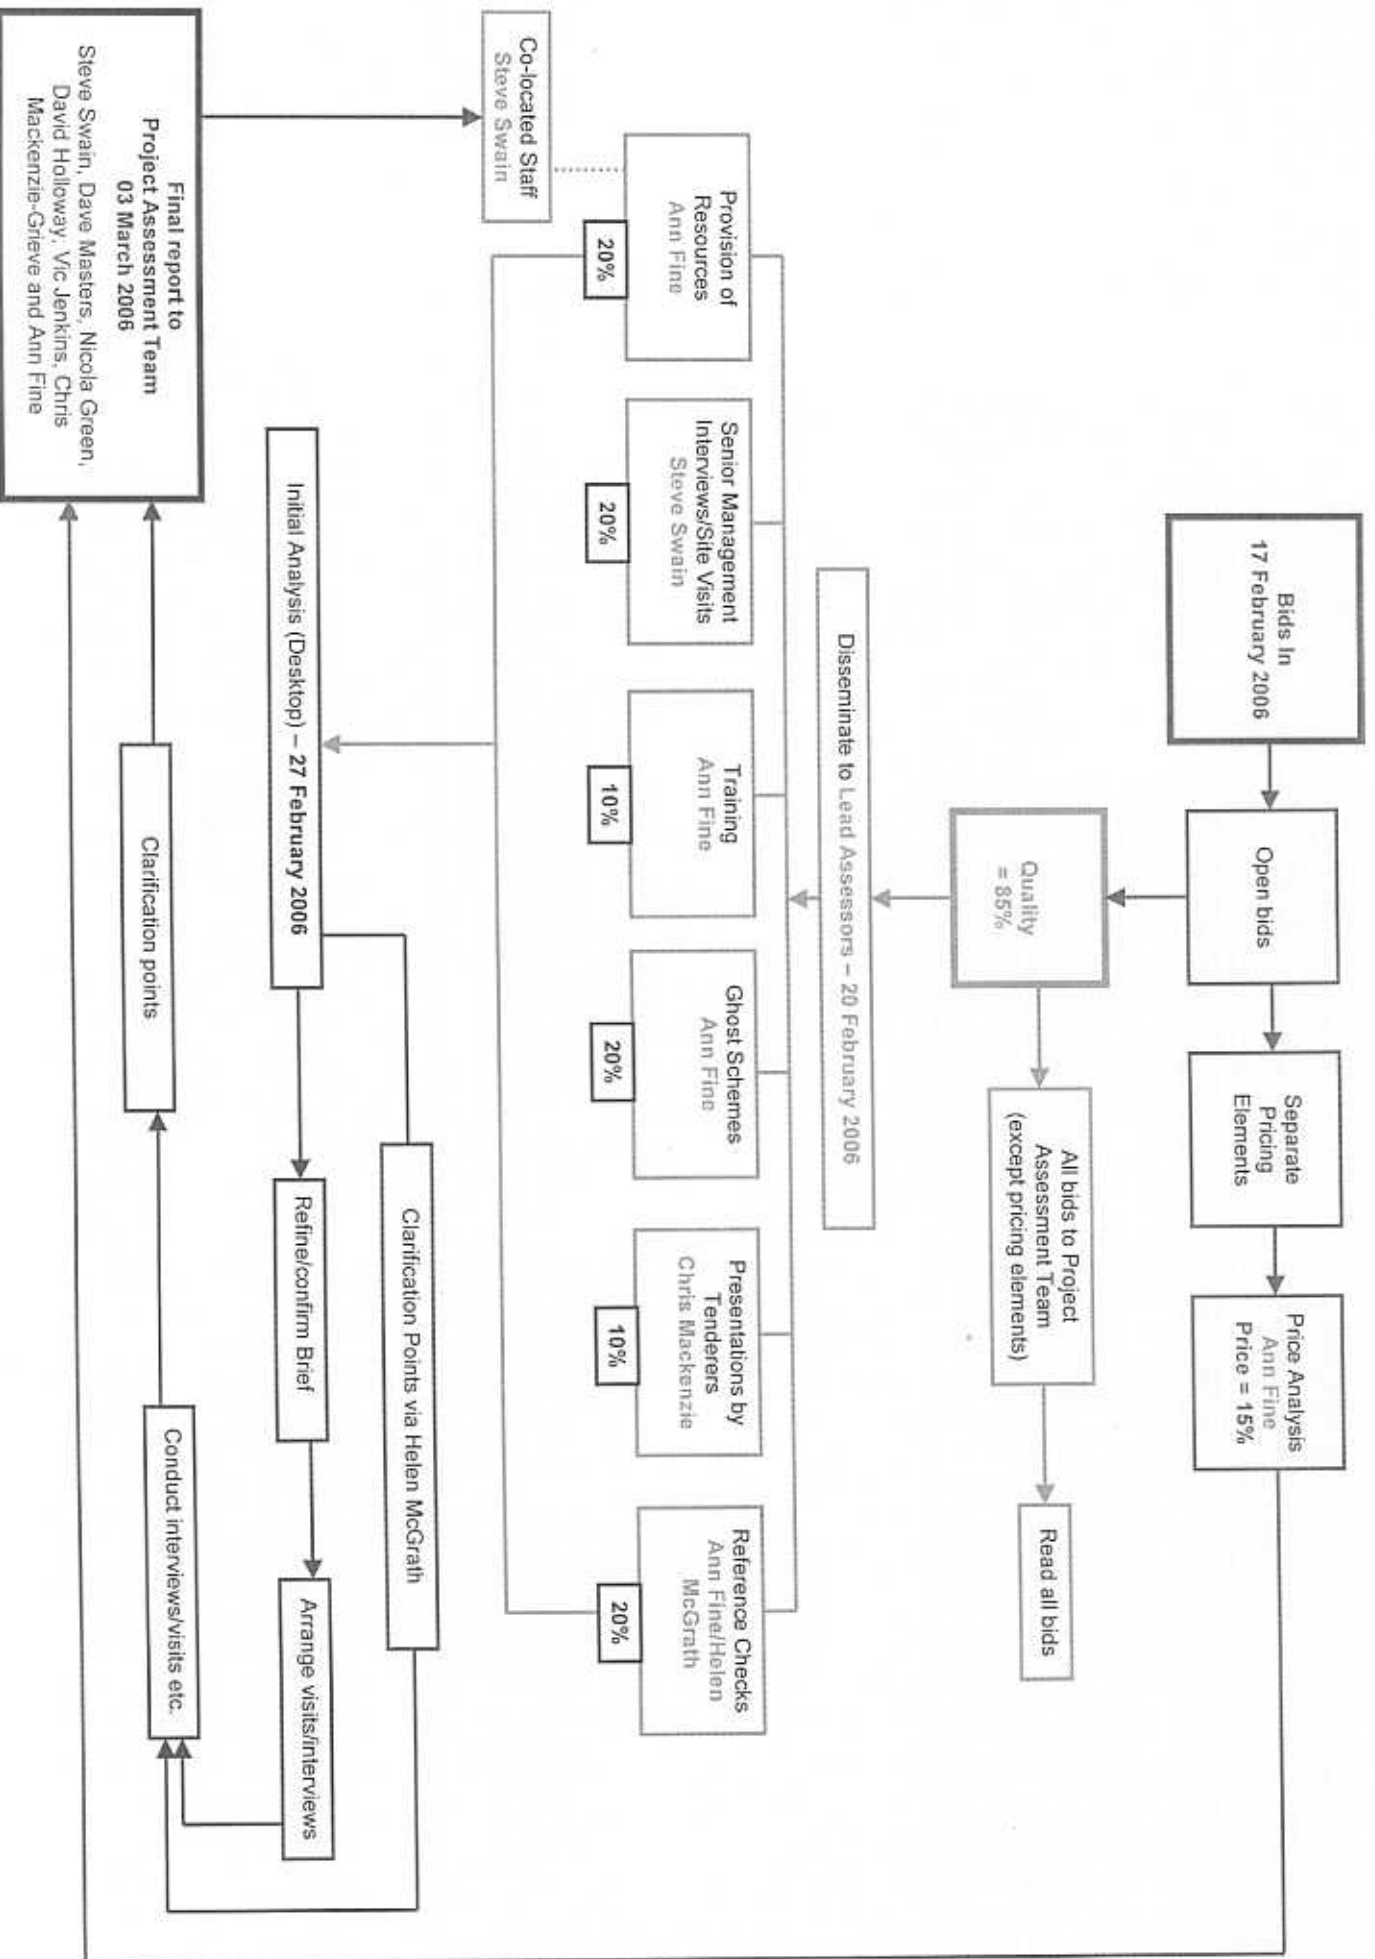 Bids In
17 February 2006
Open bids
Separate
Pricing
Elements
Price Analysis
Ann Fine
Price = 15%
Quality
= 85%
All bids to Project
Assessment Team
(except pricing elements)
Read all bids
Disseminate to Lead Assessors – 20 February 2006
Provision of
Resources
Ann Fine
20%
Senior Management
Interviews/Site Visits
Steve Swain
20%
Training
Ann Fine
10%
Ghost Schemes
Ann Fine
20%
Presentations by
Tenderers
Chris Mackenzie
10%
Reference Checks
Ann Fine/Helen
McGrath
20%
Co-located Staff
Steve Swain
Clarification Points via Helen McGrath
Initial Analysis (Desktop) – 27 February 2006
Refine/confirm Brief
Arrange visits/interviews
Final report to
Project Assessment Team
03 March 2006
Steve Swain, Dave Masters, Nicola Green,
David Holloway, Vic Jenkins, Chris
Mackenzie-Grieve and Ann Fine
Clarification points
Conduct interviews/visits etc.